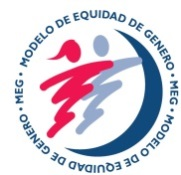 MODELO DE EQUIDAD DE GENERO · MEG · MODELO DE EQUIDAD DE GENERO · MEG ·